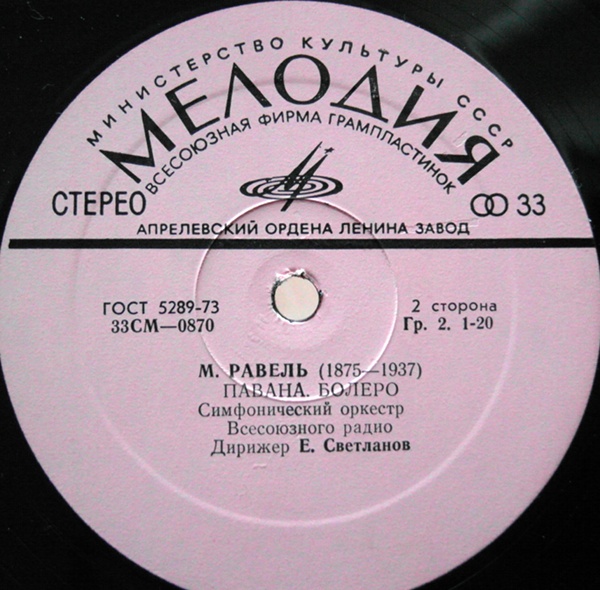 МИНИСТЕРСТВО КУЛЬТУРЫ СССР
МЕЛОДИЯ
ВСЕСОЮЗНАЯ ФИРМА ГРАМПЛАСТИНОК
СТЕРЕО
33
АПРЕЛЕВСКИЙ ОРДЕНА ЛЕНИНА ЗАВОД
ГОСТ 5289-73
33СМ—0870
2 сторона
Гр. 2. 1-20
М. РАВЕЛЬ (1875—1937)
ПАВАНА. БОЛЕРО
Симфонический оркестр
Всесоюзного радио
Дирижер Е. Светланов